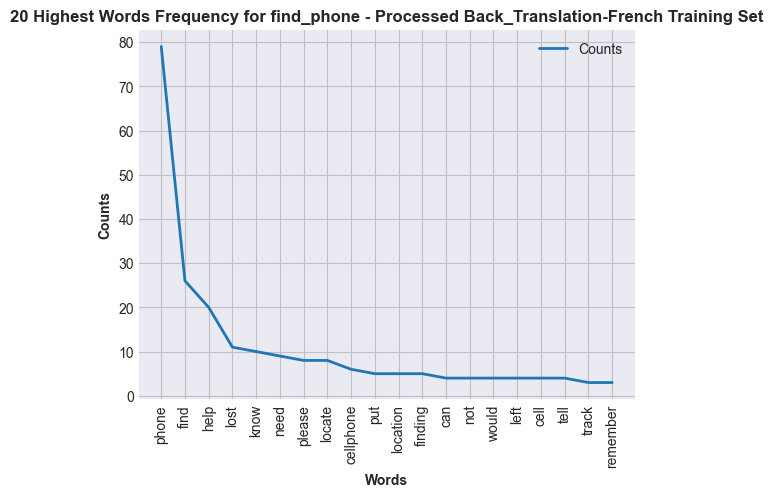 20 Highest Words Frequency for find_phone - Processed Back_Translation-French Training Set
Counts
80
70
60
50
40
30
20
10
0
Counts
phone
find
help
lost
know
need
please
locate
cellphone
put
location
finding
can
not
would
left
cell
tell
track
remember
Words